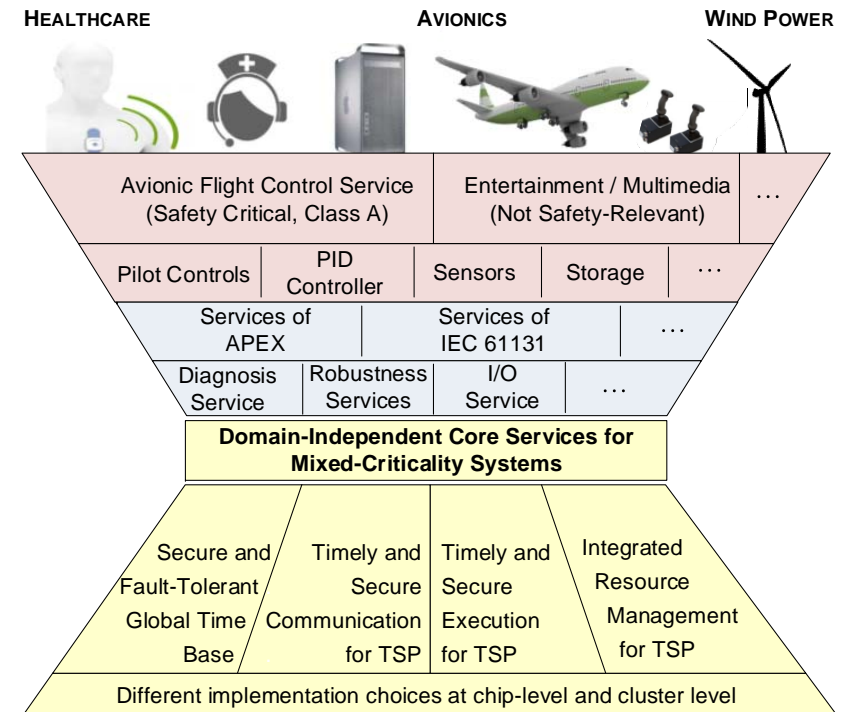 HEALTHCARE AVIONICS WIND POWER
Avionic Flight Control Service
(Safety Critical, Class A)
Entertainment / Multimedia
(Not Safety-Relevant)
...
Pilot Controls
PID
Controller
Sensors
Storage
...
Services of
APEX
Services of
IEC 61131
...
Diagnosis
Service
Robustness
Services
I/O
Service
...
Domain-Independent Core Services for
Mixed-Criticality Systems
Secure and
Fault-Tolerant
Global Time
Base
Timely and
Secure
Communication
for TSP
Timely and
Secure
Execution
for TSP
Integrated
Resource
Management
for TSP
Different implementation choices at chip-level and cluster level